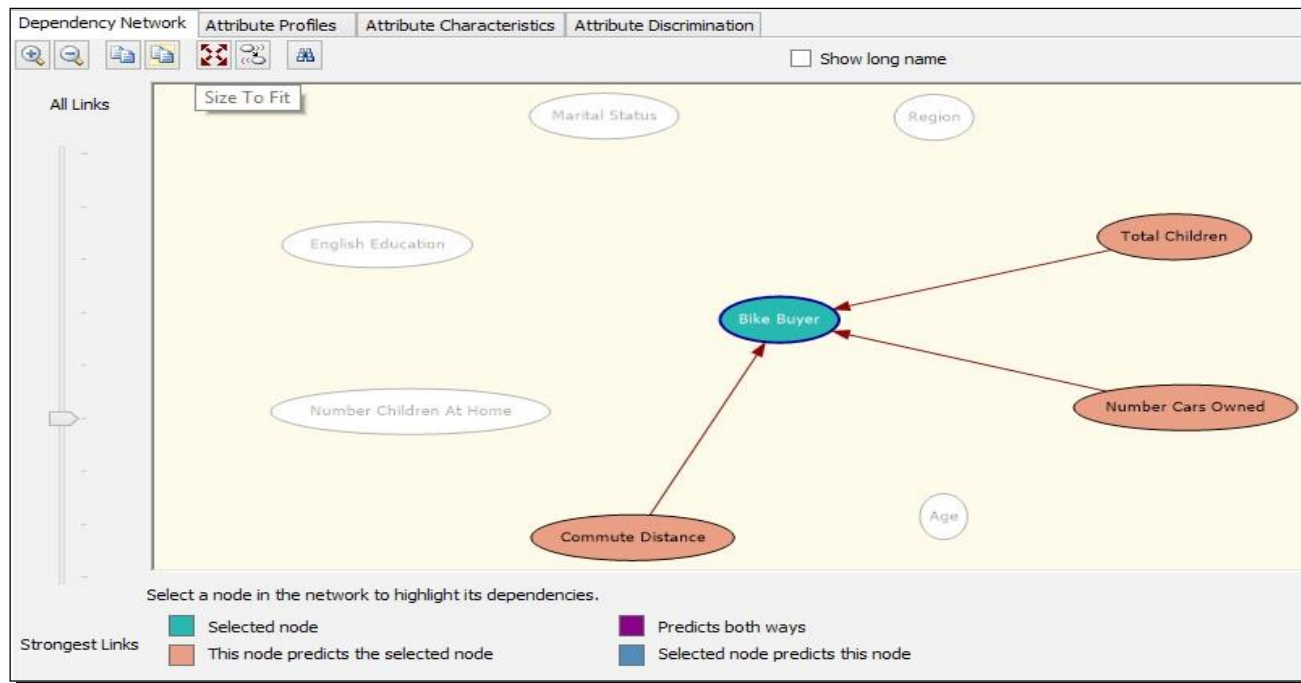 Dependency Network Attribute Profiles Attribute Characteristics Attribute Discrimination
Show long name
Size To Fit
All Links
Marital Status
Region
English Education
Total Children
Bike Buyer
Number Children At Home
Number Cars Owned
Age
Commute Distance
Select a node in the network to highlight its dependencies.
Selected node
Predicts both ways
Strongest Links
This node predicts the selected node
Selected node predicts this node